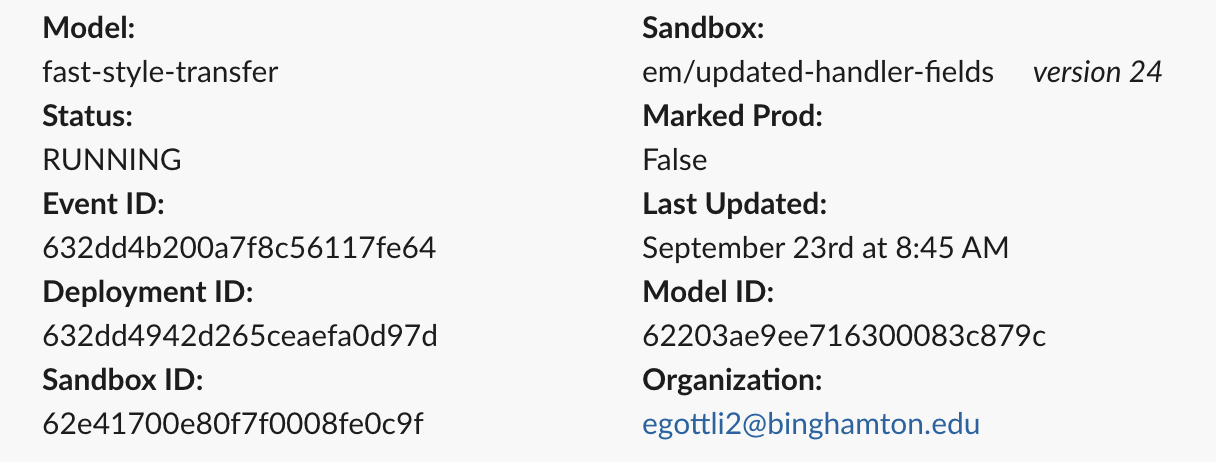 Model:
fast-style-transfer
Status:
RUNNING
Event ID:
632dd4b200a7f8c56117fe64
Deployment ID:
632dd4942d265ceaefa0d97d
Sandbox ID:
62e41700e80f7f0008fe0c9f
Sandbox:
em/updated-handler-fields version 24
Marked Prod:
False
Last Updated:
September 23rd at 8:45 AM
Model ID:
62203ae9ee716300083c879c
Organization:
egottli2@binghamton.edu